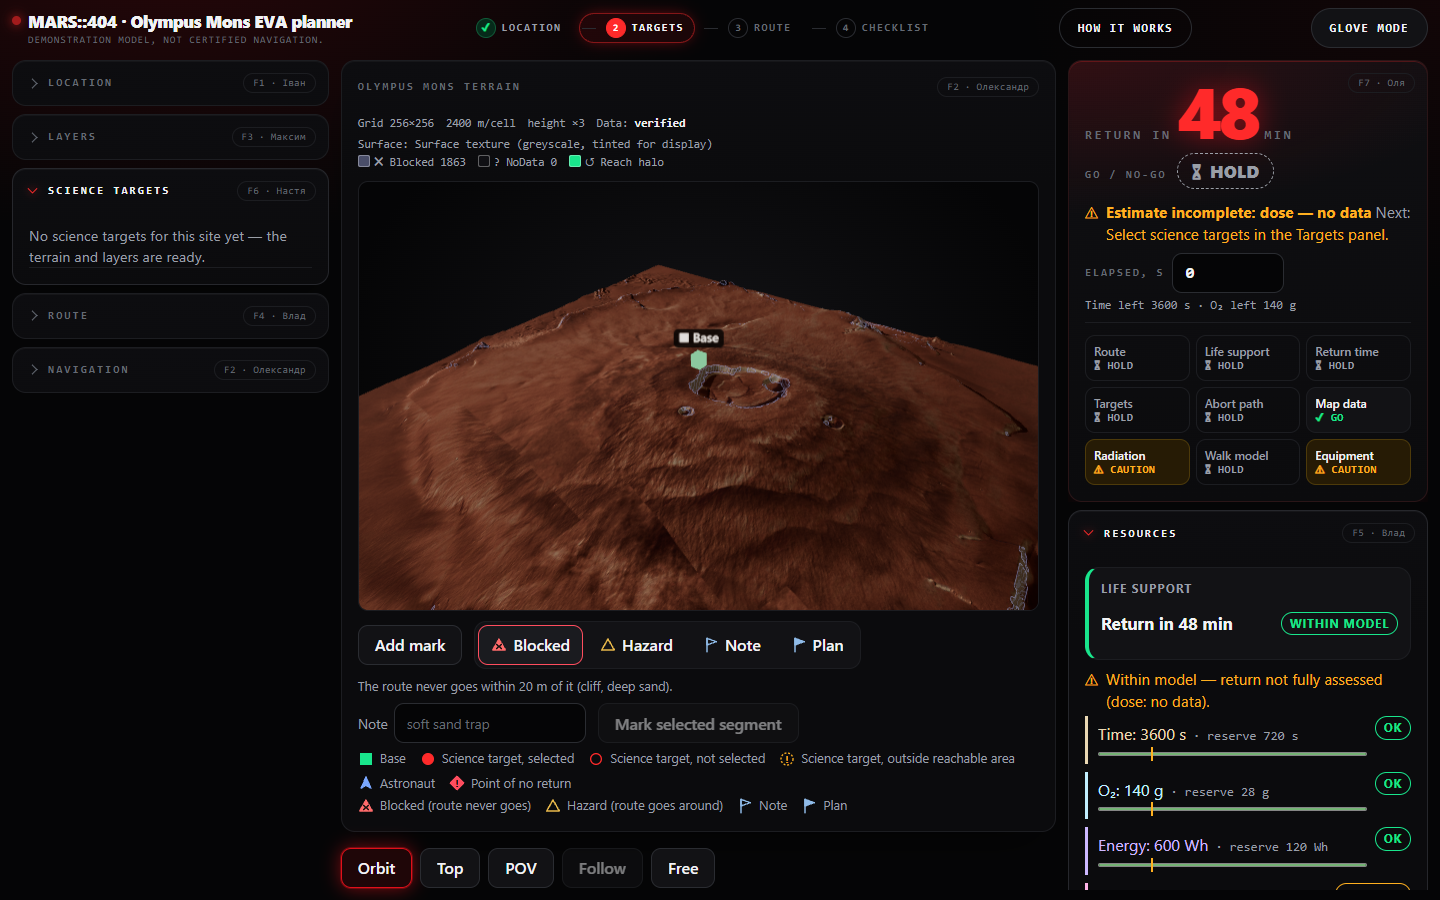 MARS::404 · Olympus Mons EVA planner
DEMONSTRATION MODEL, NOT CERTIFIED NAVIGATION.
LOCATION
2 TARGETS
3 ROUTE
4 CHECKLIST
HOW IT WORKS
GLOVE MODE
LOCATION
F1 · Іван
LAYERS
F3 · Максим
SCIENCE TARGETS
F6 · Настя
No science targets for this site yet — the
terrain and layers are ready.
ROUTE
F4 · Влад
NAVIGATION
F2 · Олександр
OLYMPUS MONS TERRAIN
F2 · Олександр
Grid 256×256 2400 m/cell height ×3 Data: verified
Surface: Surface texture (greyscale, tinted for display)
✕ Blocked 1863 ? NoData 0 ↺ Reach halo
Base
Add mark
Blocked
Hazard
Note
Plan
The route never goes within 20 m of it (cliff, deep sand).
Note
soft sand trap
Mark selected segment
Base
Science target, selected
Science target, not selected
Science target, outside reachable area
Astronaut
Point of no return
Blocked (route never goes)
Hazard (route goes around)
Note
Plan
Orbit
Top
POV
Follow
Free
F7 · Оля
RETURN IN 48 MIN
GO / NO-GO
HOLD
Estimate incomplete: dose — no data Next:
Select science targets in the Targets panel.
ELAPSED, S
0
Time left 3600 s · O₂ left 140 g
Route
HOLD
Life support
HOLD
Return time
HOLD
Targets
HOLD
Abort path
HOLD
Map data
GO
Radiation
CAUTION
Walk model
HOLD
Equipment
CAUTION
RESOURCES
F5 · Влад
LIFE SUPPORT
Return in 48 min
WITHIN MODEL
Within model — return not fully assessed
(dose: no data).
Time: 3600 s · reserve 720 s
OK
O₂: 140 g · reserve 28 g
OK
Energy: 600 Wh · reserve 120 Wh
OK